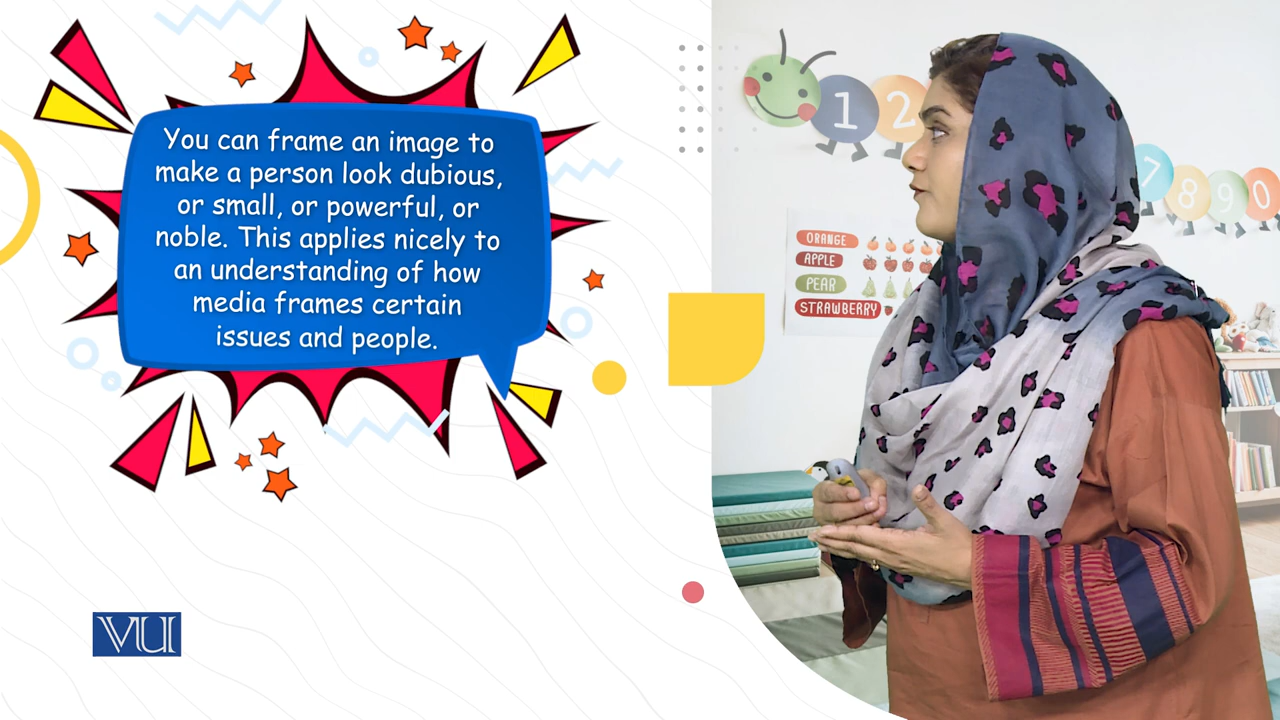 You can frame an image to
make a person look dubious,
or small, or powerful, or
noble. This applies nicely to
an understanding of how
media frames certain
issues and people.
1 2
7 8 9 0
ORANGE
APPLE
PEAR
STRAWBERRY
VU